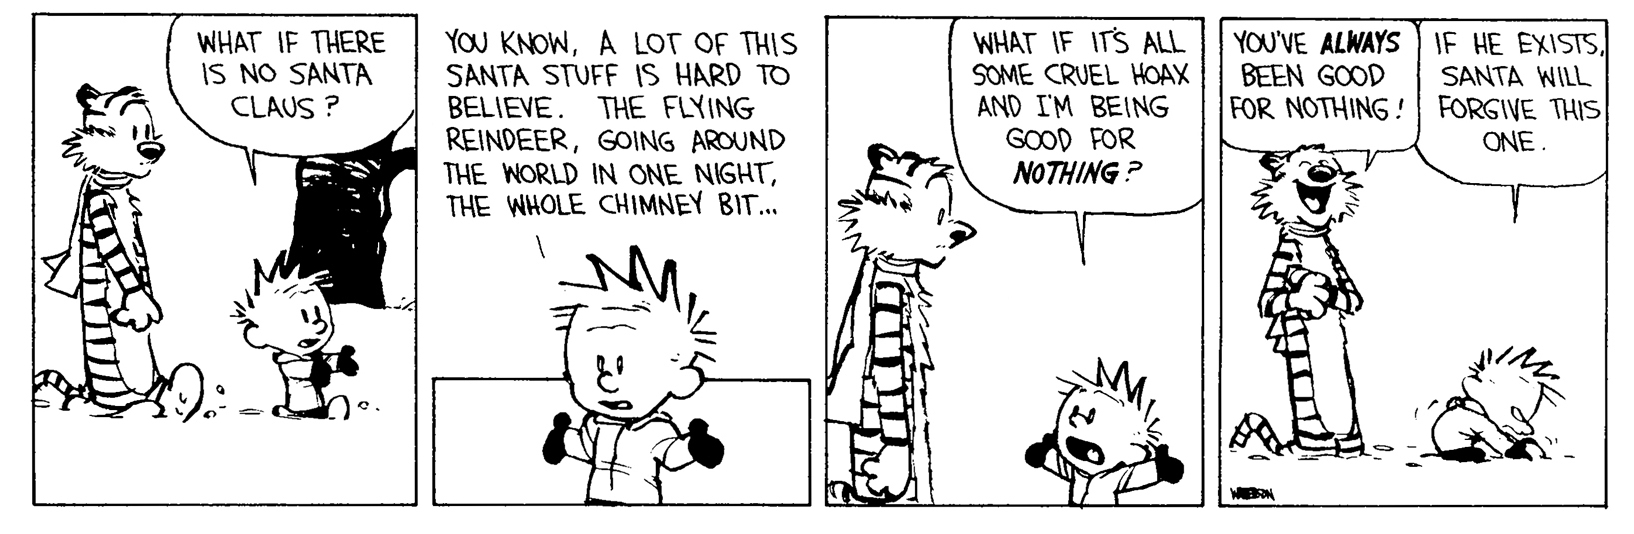 WHAT IF THERE
IS NO SANTA
CLAUS?
YOU KNOW, A LOT OF THIS
SANTA STUFF IS HARD TO
BELIEVE. THE FLYING
REINDEER, GOING AROUND
THE WORLD IN ONE NIGHT,
THE WHOLE CHIMNEY BIT...
WHAT IF IT'S ALL
SOME CRUEL HOAX
AND I'M BEING
GOOD FOR
NOTHING?
YOU'VE ALWAYS
BEEN GOOD
FOR NOTHING!
IF HE EXISTS,
SANTA WILL
FORGIVE THIS
ONE.
WATTERSON